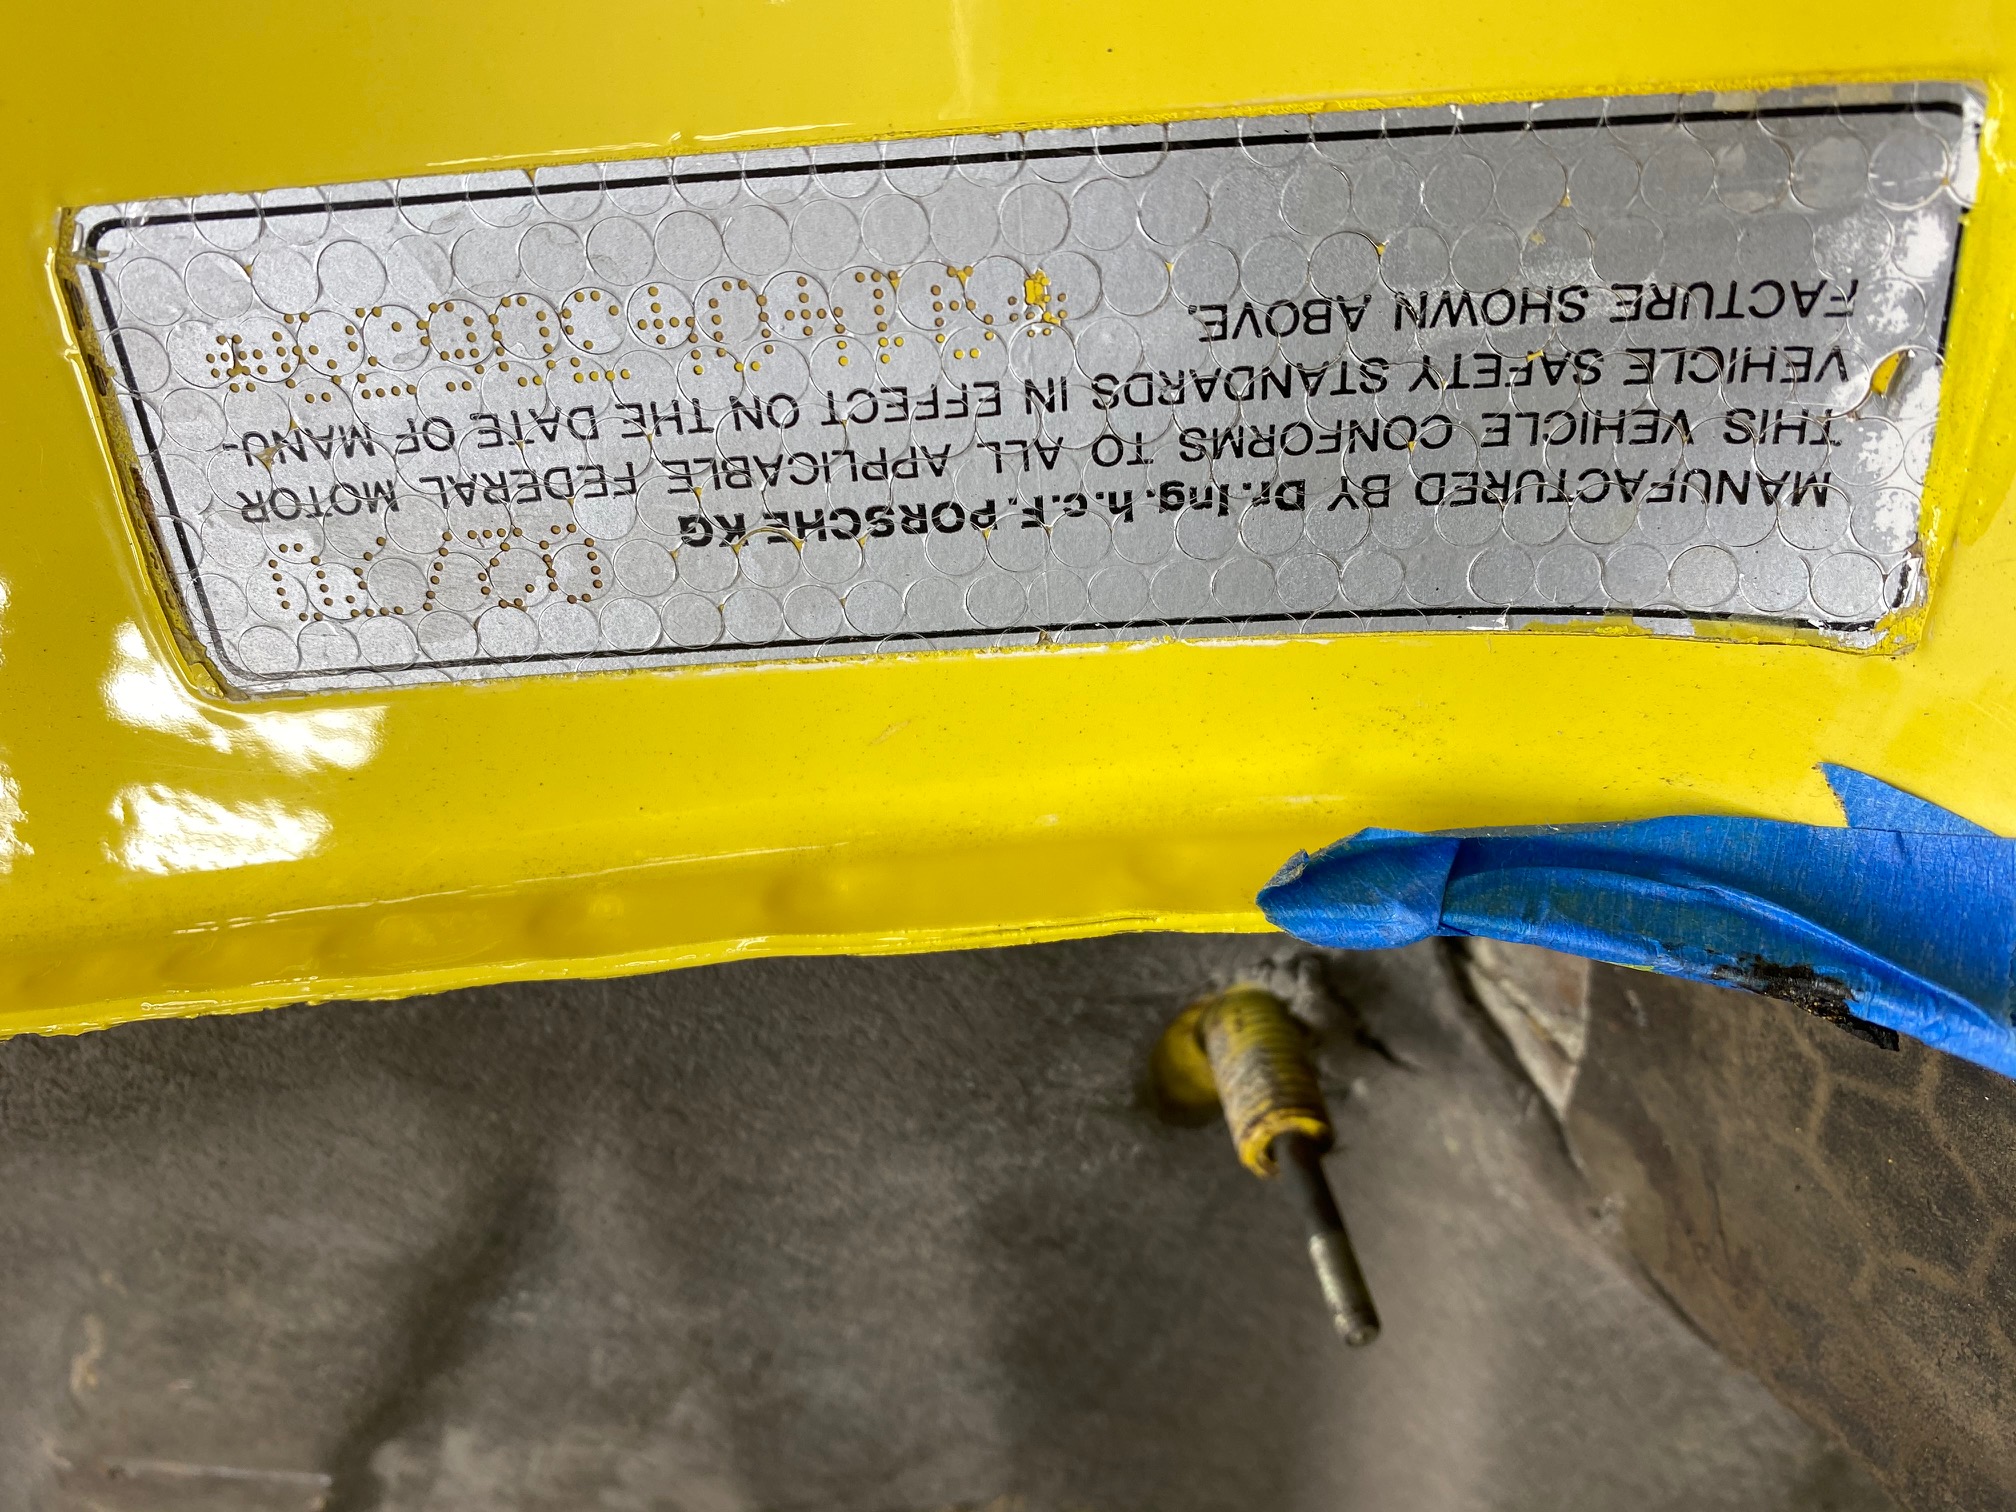 MANUFACTURED BY Dr. Ing. h.c.F. PORSCHE KG
THIS VEHICLE CONFORMS TO ALL APPLICABLE FEDERAL MOTOR
VEHICLE SAFETY STANDARDS IN EFFECT ON THE DATE OF MANU-
FACTURE SHOWN ABOVE.